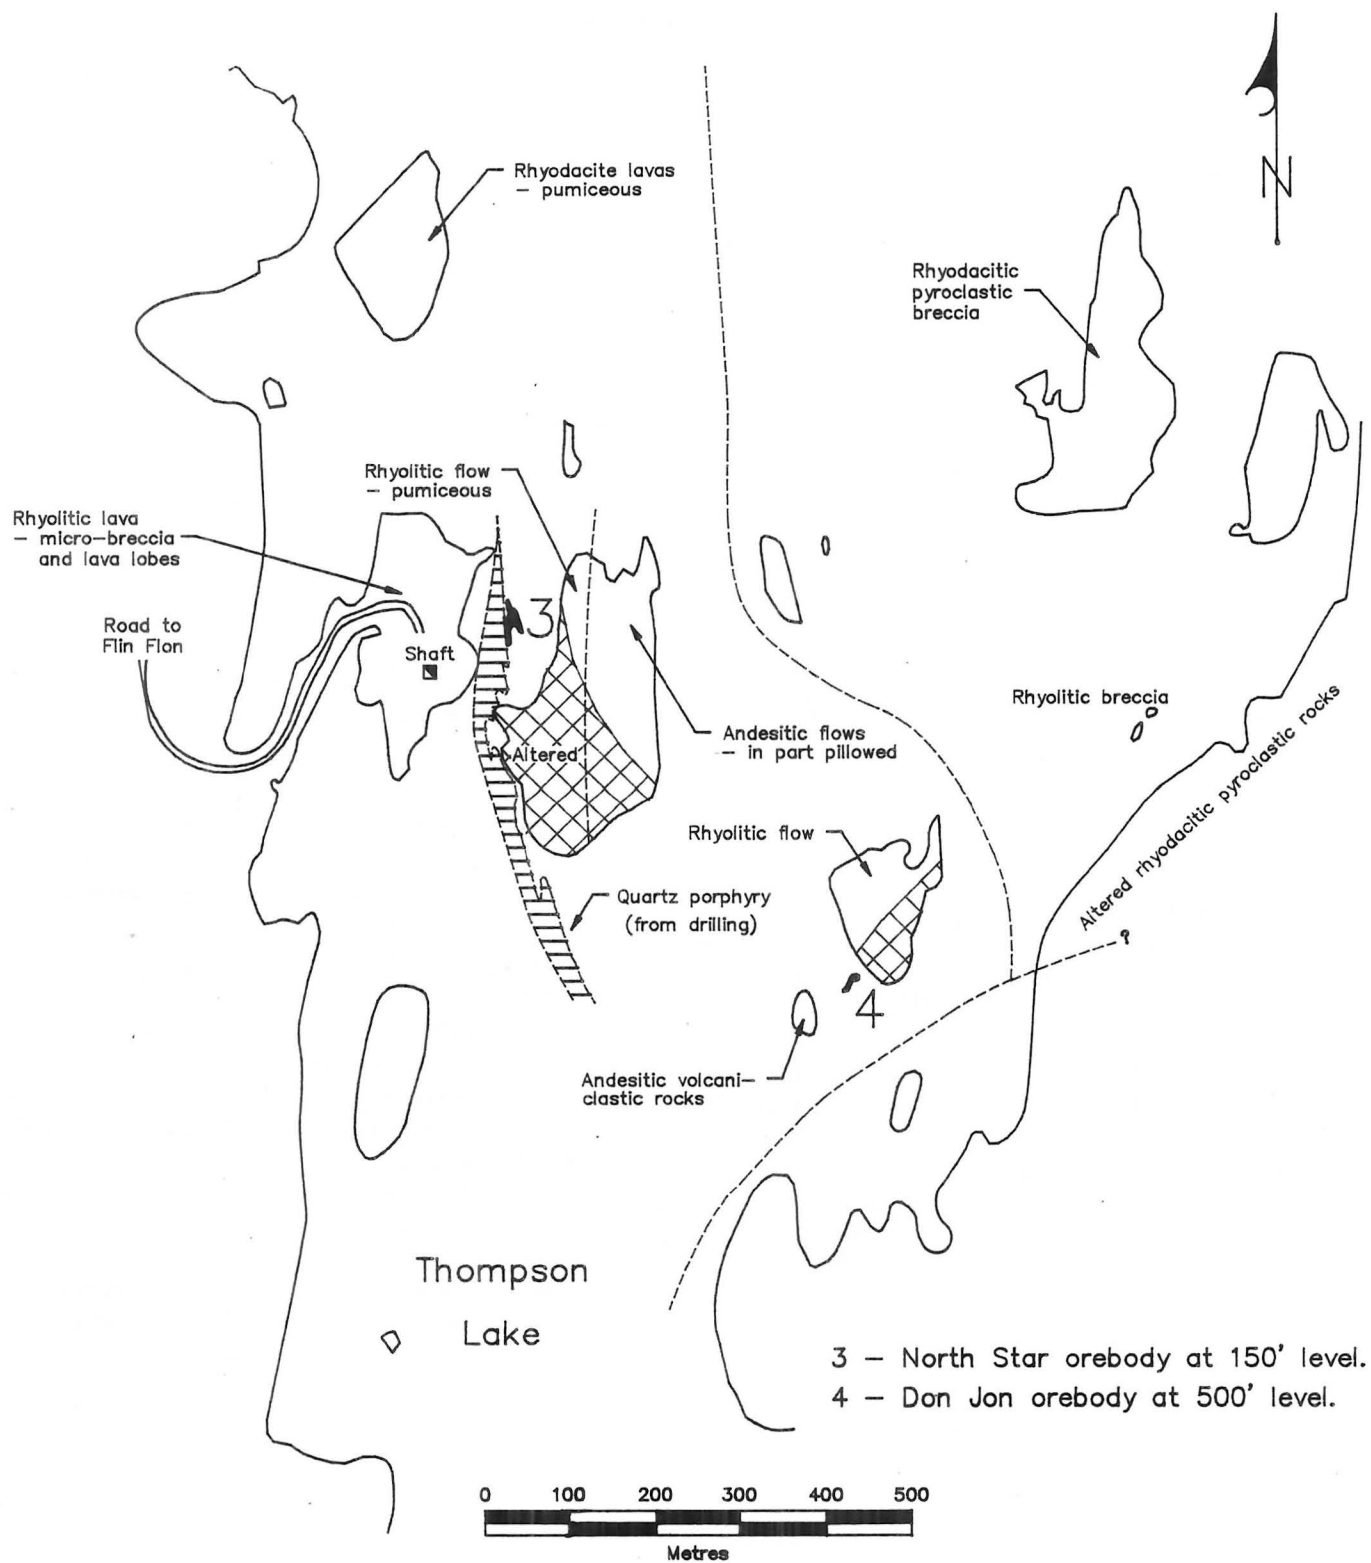 Rhyodacite lavas
– pumiceous
N
Rhyodacitic
pyroclastic
breccia
Rhyolitic flow
– pumiceous
Rhyolitic lava
– micro–breccia
and lava lobes
3
Road to
Flin Flon
Shaft
Rhyolitic breccia
Altered rhyodacitic pyroclastic rocks
Andesitic flows
– in part pillowed
Altered
Rhyolitic flow
Quartz porphyry
(from drilling)
?
4
Andesitic volcani–
clastic rocks
Thompson
Lake
3 – North Star orebody at 150' level.
4 – Don Jon orebody at 500' level.
0 100 200 300 400 500
Metres